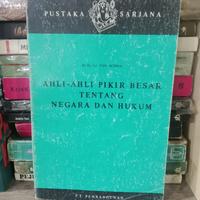 PUSTAKA SARJANA
AHLI-AHLI PIKIR BESAR
TENTANG
NEGARA DAN HUKUM
P.T. PEMBANGUNAN